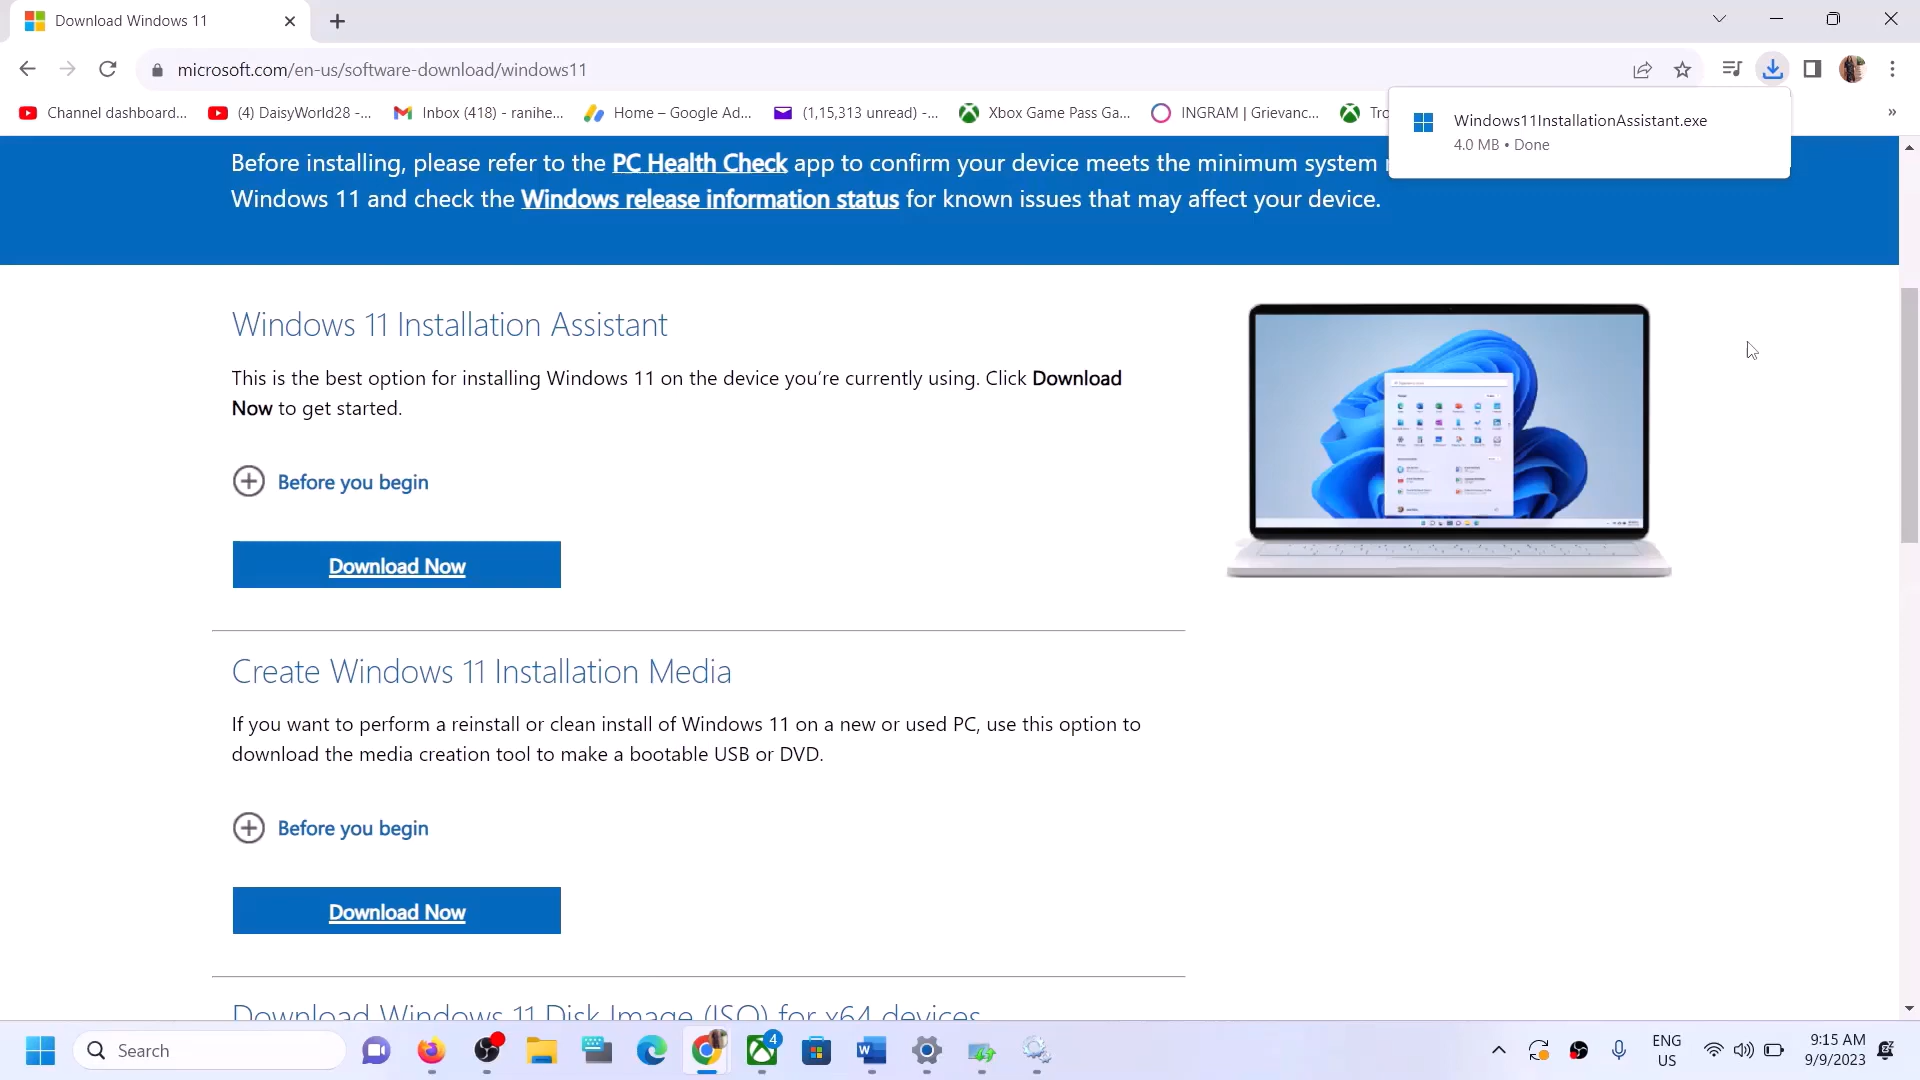 Download Windows 11
microsoft.com/en-us/software-download/windows11
Channel dashboard...
(4) DaisyWorld28 -...
Inbox (418) - ranihe...
Home – Google Ad...
(1,15,313 unread) -...
Xbox Game Pass Ga...
INGRAM | Grievanc...
Tro
»
Windows11InstallationAssistant.exe
4.0 MB • Done
Before installing, please refer to the PC Health Check app to confirm your device meets the minimum system
Windows 11 and check the Windows release information status for known issues that may affect your device.
Windows 11 Installation Assistant
This is the best option for installing Windows 11 on the device you're currently using. Click Download
Now to get started.
Before you begin
Download Now
Create Windows 11 Installation Media
If you want to perform a reinstall or clean install of Windows 11 on a new or used PC, use this option to
download the media creation tool to make a bootable USB or DVD.
Before you begin
Download Now
Download Windows 11 Disk Image (ISO) for x64 devices
Search
4
ENG
US
9:15 AM
9/9/2023